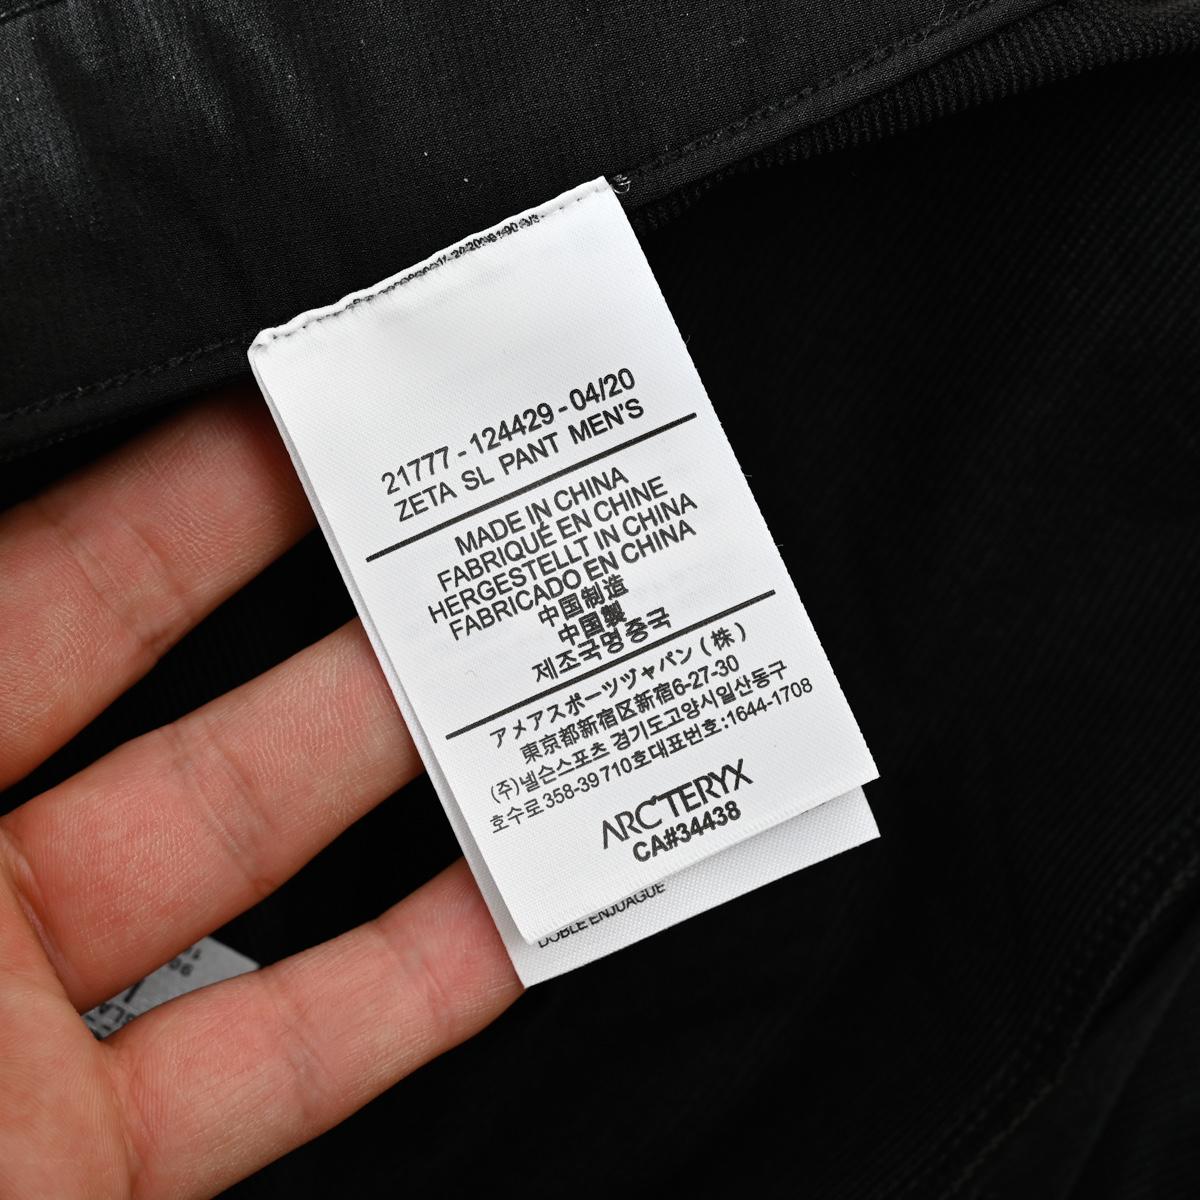 21777 - 124429 - 04/20
ZETA SL PANT MEN'S
MADE IN CHINA
FABRIQUÉ EN CHINE
HERGESTELLT IN CHINA
FABRICADO EN CHINA
中国制造
中国製
제조국명중국
アメアスポーツヅャパン (株)
東京都新宿区新宿6-27-30
(주)넬슨스포츠 경기도고양시일산동구
호수로358-39 710호대표번호:1644-1708
ARC'TERYX
CA#34438
DOBLE ENJUAGUE